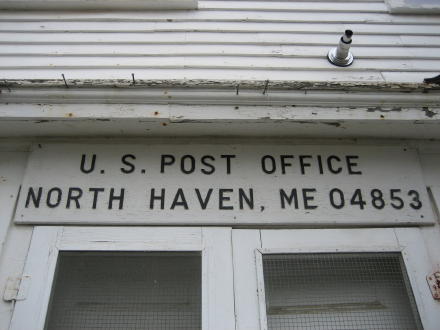 U. S. POST OFFICE
NORTH HAVEN, ME 04853